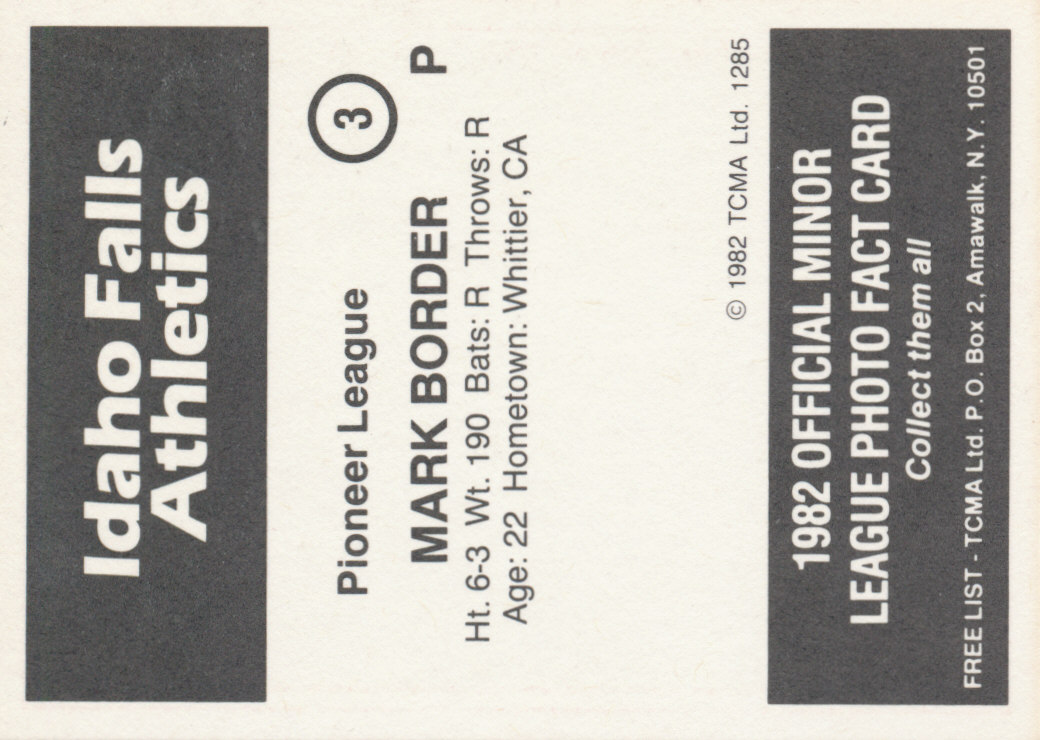 Idaho Falls
Athletics
Pioneer League 3
MARK BORDER P
Ht. 6-3 Wt. 190 Bats: R Throws: R
Age: 22 Hometown: Whittier, CA
© 1982 TCMA Ltd. 1285
1982 OFFICIAL MINOR
LEAGUE PHOTO FACT CARD
Collect them all
FREE LIST - TCMA Ltd. P.O. Box 2, Amawalk, N.Y. 10501